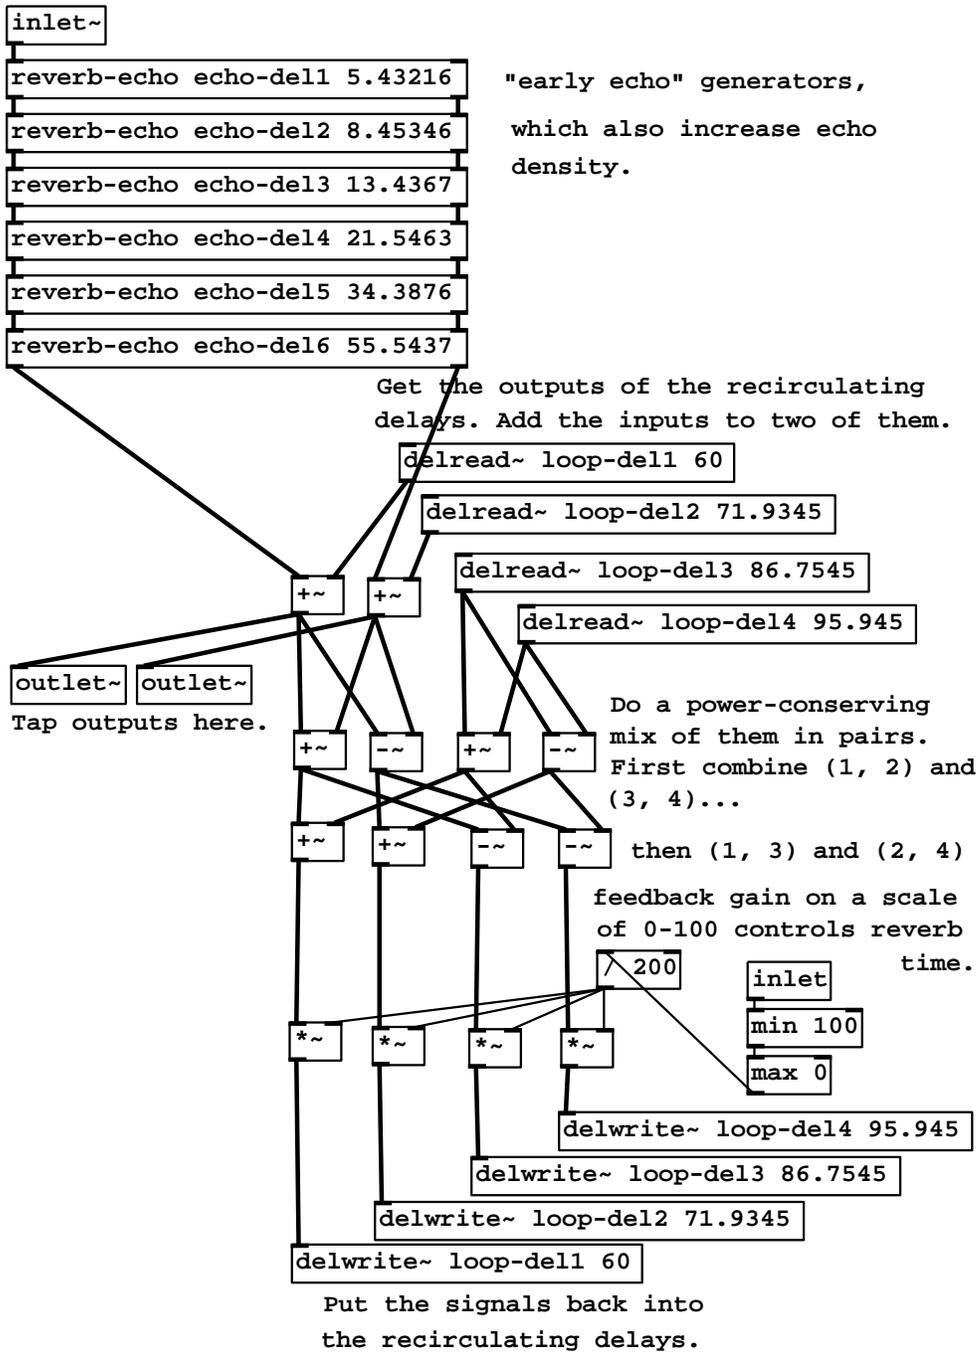 inlet~
reverb-echo echo-del1 5.43216
"early echo" generators,
reverb-echo echo-del2 8.45346
which also increase echo
density.
reverb-echo echo-del3 13.4367
reverb-echo echo-del4 21.5463
reverb-echo echo-del5 34.3876
reverb-echo echo-del6 55.5437
Get the outputs of the recirculating
delays. Add the inputs to two of them.
delread~ loop-del1 60
delread~ loop-del2 71.9345
delread~ loop-del3 86.7545
+~
+~
delread~ loop-del4 95.945
outlet~
outlet~
Tap outputs here.
+~
-~
+~
-~
Do a power-conserving
mix of them in pairs.
First combine (1, 2) and
(3, 4)...
+~
+~
-~
-~
then (1, 3) and (2, 4)
feedback gain on a scale
of 0-100 controls reverb
time.
/ 200
inlet
min 100
max 0
*~
*~
*~
*~
delwrite~ loop-del4 95.945
delwrite~ loop-del3 86.7545
delwrite~ loop-del2 71.9345
delwrite~ loop-del1 60
Put the signals back into
the recirculating delays.